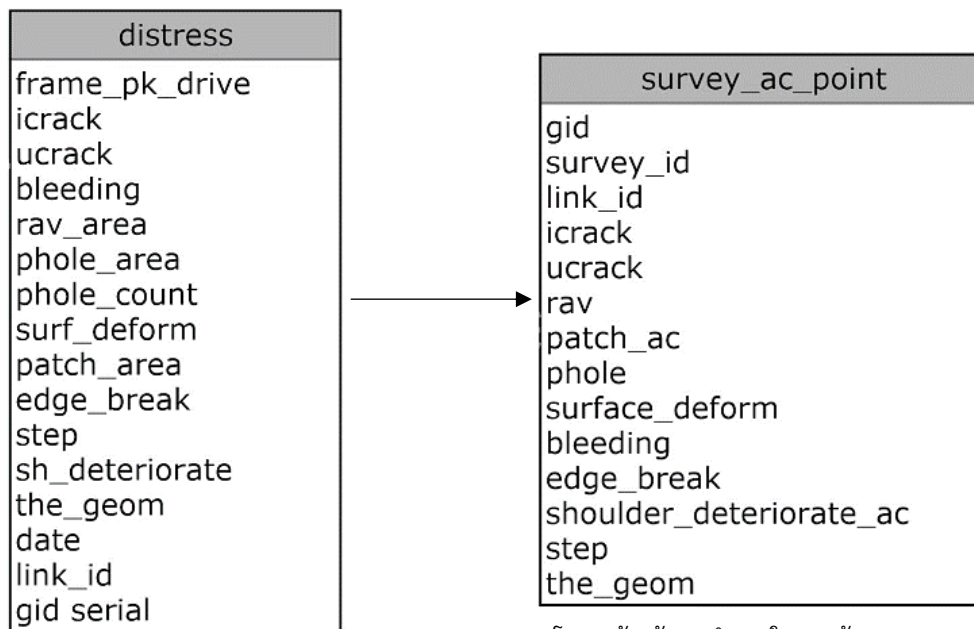 distress
frame_pk_drive
icrack
ucrack
bleeding
rav_area
phole_area
phole_count
surf_deform
patch_area
edge_break
step
sh_deteriorate
the_geom
date
link_id
gid serial
survey_ac_point
gid
survey_id
link_id
icrack
ucrack
rav
patch_ac
phole
surface_deform
bleeding
edge_break
shoulder_deteriorate_ac
step
the_geom